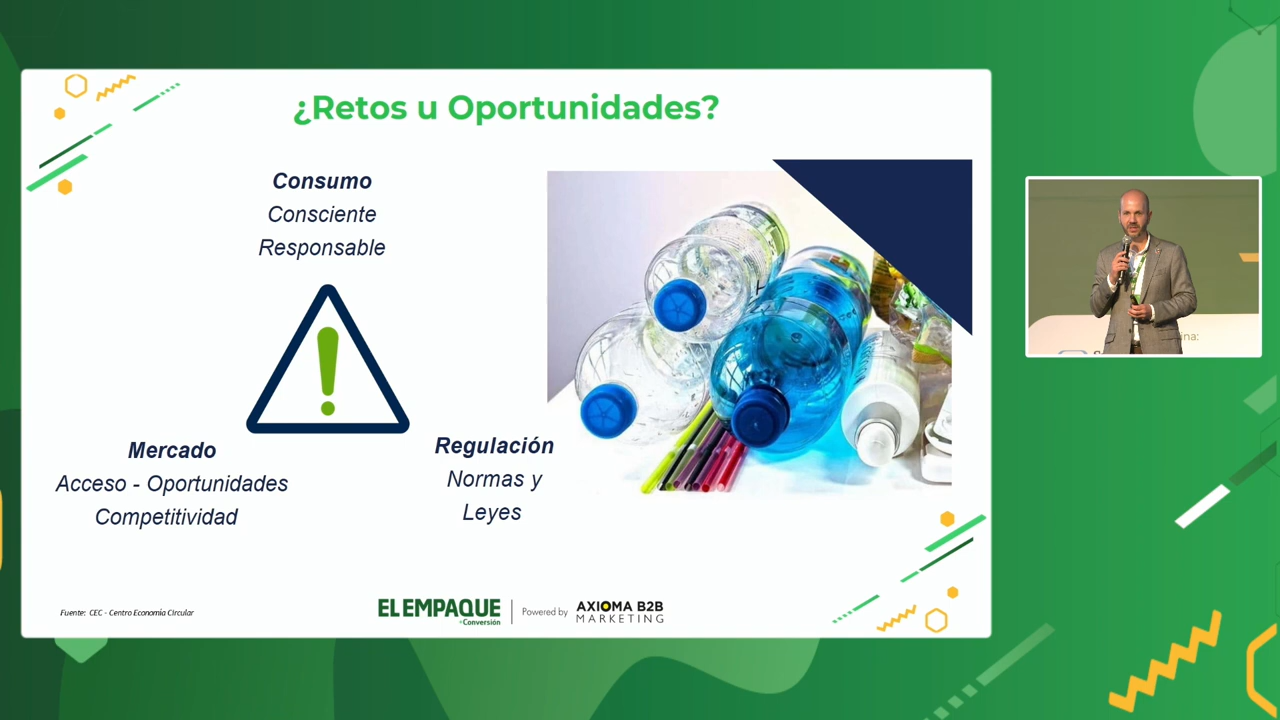 ¿Retos u Oportunidades?
Consumo
Consciente
Responsable
Mercado
Acceso - Oportunidades
Competitividad
Regulación
Normas y
Leyes
Fuente: CEC - Centro Economía Circular
EL EMPAQUE
+Conversión
Powered by
AXIOMA B2B
MARKETING